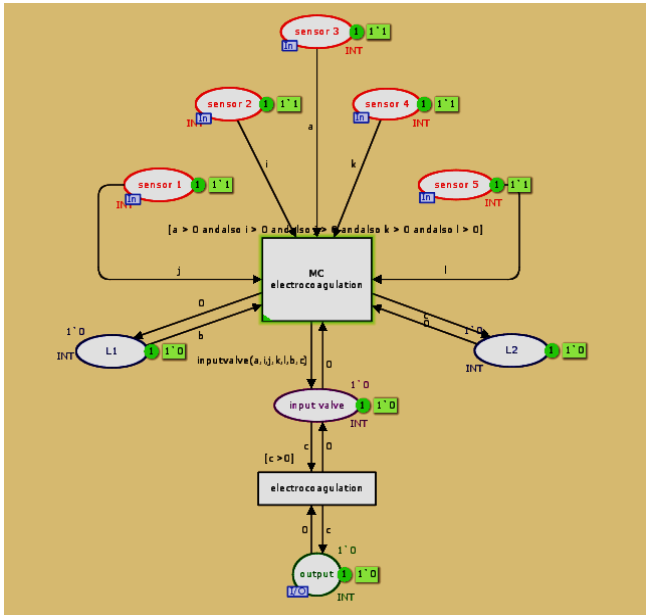 sensor 3 1 1`1
In
INT
sensor 2 1 1`1
INT
In
a
sensor 4 1 1`1
In
INT
i
k
sensor 1 1 1`1
INT
In
sensor 5 1 1`1
In
INT
[a > 0 andalso i > 0 andalso j > 0 andalso k > 0 andalso l > 0]
j
MC
electrocoagulation
l
0
b
1`0
L1 1 1`0
INT
c
0
1`0
L2 1 1`0
INT
inputvalve(a,i,j,k,l,b,c)
0
1`0
input valve 1 1`0
INT
c
0
[c > 0]
electrocoagulation
0
c
1`0
output 1 1`0
I/O
INT